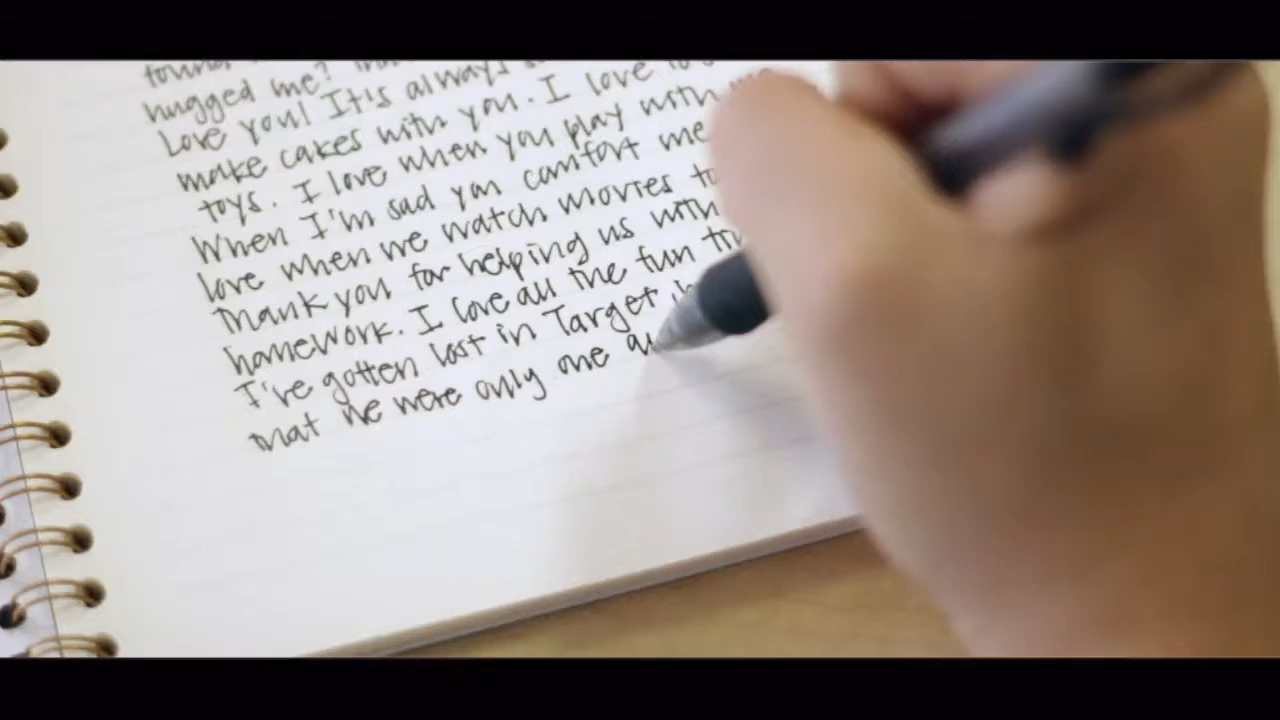 found
hugged me?
Love you! It's always
make cakes with you. I love to
toys. I love when you play with
When I'm sad you comfort me
love when we watch movies
Thank you for helping us with
homework. I love all the fun
I've gotten lost in Target
that we were only one